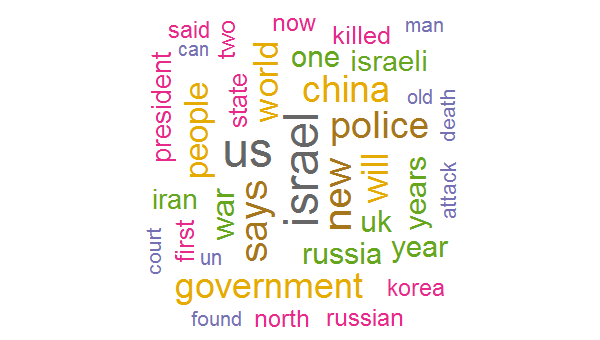 said
can
two
now
killed
man
president
state
world
one
israeli
people
china
old
death
us
israel
police
new
will
years
attack
iran
war
says
uk
court
first
un
russia
year
government
korea
found
north
russian